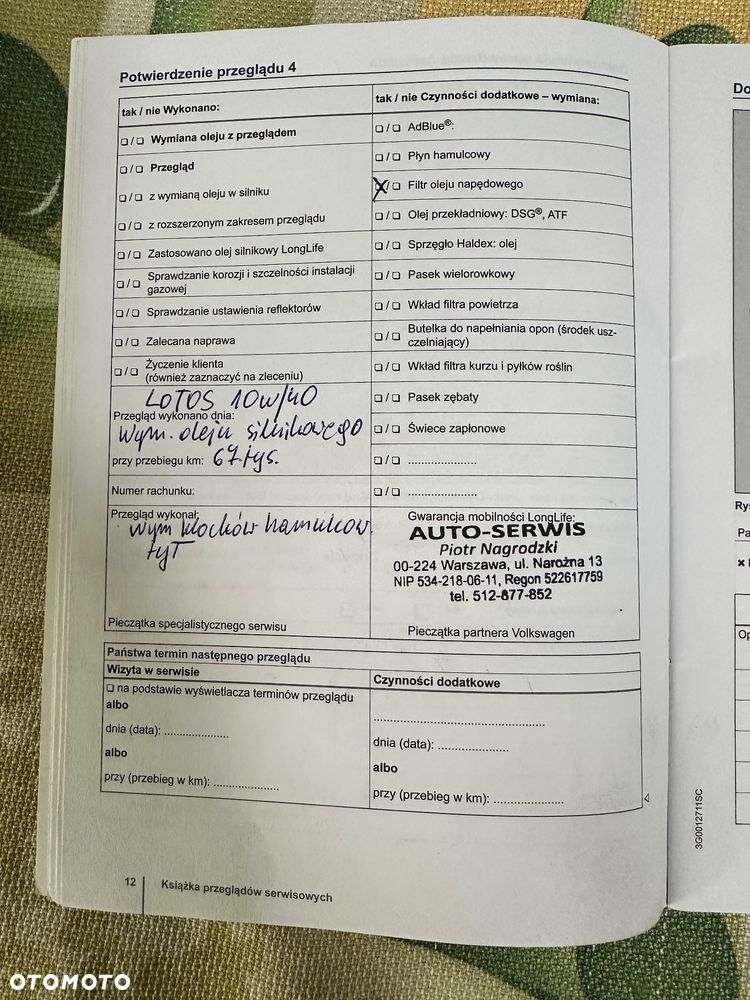 Potwierdzenie przeglądu 4
tak / nie Wykonano:
❑ / ❑ Wymiana oleju z przeglądem
❑ / ❑ Przegląd
❑ / ❑ z wymianą oleju w silniku
❑ / ❑ z rozszerzonym zakresem przeglądu
❑ / ❑ Zastosowano olej silnikowy LongLife
❑ / ❑ Sprawdzanie korozji i szczelności instalacji
gazowej
❑ / ❑ Sprawdzanie ustawienia reflektorów
❑ / ❑ Zalecana naprawa
❑ / ❑ Życzenie klienta
(również zaznaczyć na zleceniu)
LOTOS 10w/40
Przegląd wykonano dnia:
Wym. oleju silnikowego
przy przebiegu km: 67 tys.
Numer rachunku:
Przegląd wykonał:
wym klocków hamulcow.
tył
Pieczątka specjalistycznego serwisu
tak / nie Czynności dodatkowe – wymiana:
❑ / ❑ AdBlue®:
❑ / ❑ Płyn hamulcowy
X / ❑ Filtr oleju napędowego
❑ / ❑ Olej przekładniowy: DSG®, ATF
❑ / ❑ Sprzęgło Haldex: olej
❑ / ❑ Pasek wielorowkowy
❑ / ❑ Wkład filtra powietrza
❑ / ❑ Butelka do napełniania opon (środek usz-
czelniający)
❑ / ❑ Wkład filtra kurzu i pyłków roślin
❑ / ❑ Pasek zębaty
❑ / ❑ Świece zapłonowe
❑ / ❑ ......................
❑ / ❑ ......................
Gwarancja mobilności LongLife:
AUTO-SERWIS
Piotr Nagrodzki
00-224 Warszawa, ul. Narożna 13
NIP 534-218-06-11, Regon 522617759
tel. 512-877-852
Pieczątka partnera Volkswagen
Państwa termin następnego przeglądu
Wizyta w serwisie
❑ na podstawie wyświetlacza terminów przeglądu
albo
dnia (data): .....................
albo
przy (przebieg w km): .....................
Czynności dodatkowe
.......................................................
dnia (data): .......................
albo
przy (przebieg w km): .......................
12
Książka przeglądów serwisowych
3G0012711SC
Do
Rys
Pa
Op
OTOMOTO